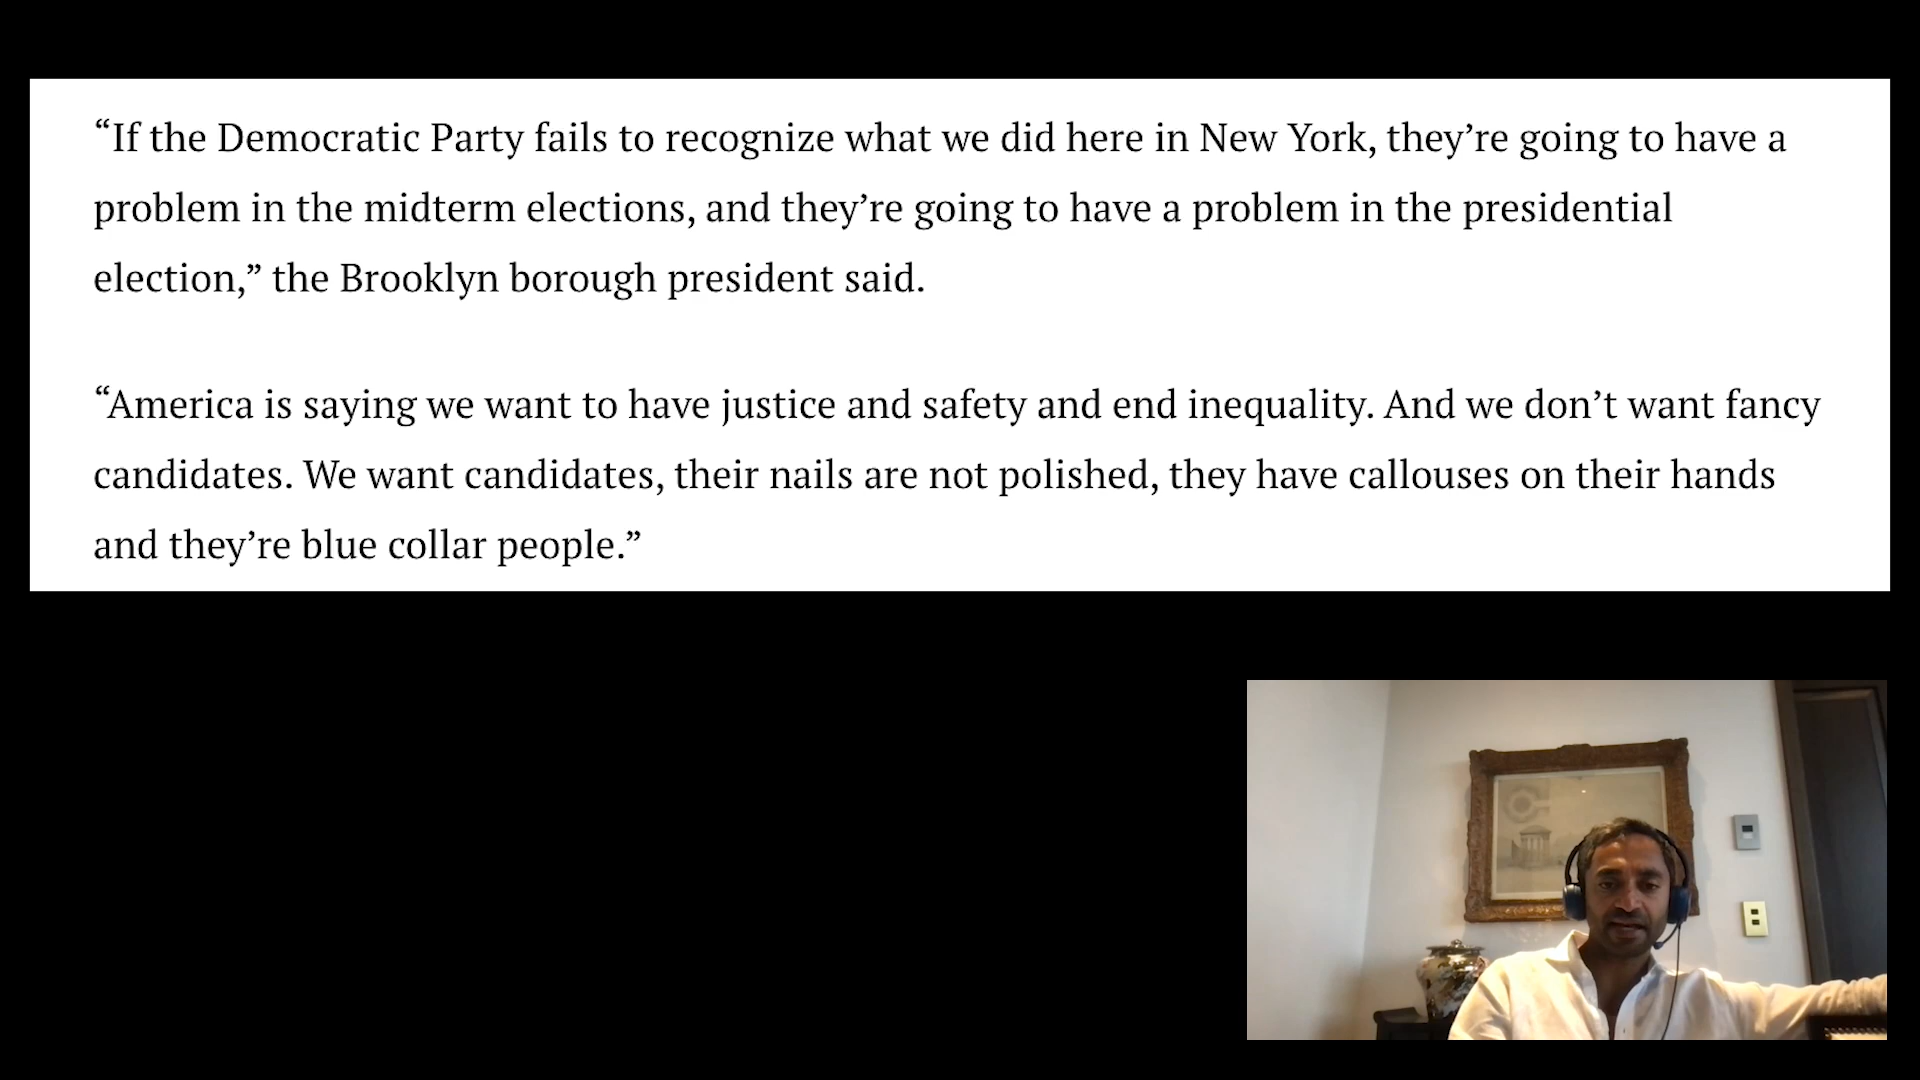 “If the Democratic Party fails to recognize what we did here in New York, they’re going to have a
problem in the midterm elections, and they’re going to have a problem in the presidential
election,” the Brooklyn borough president said.
“America is saying we want to have justice and safety and end inequality. And we don’t want fancy
candidates. We want candidates, their nails are not polished, they have callouses on their hands
and they’re blue collar people.”